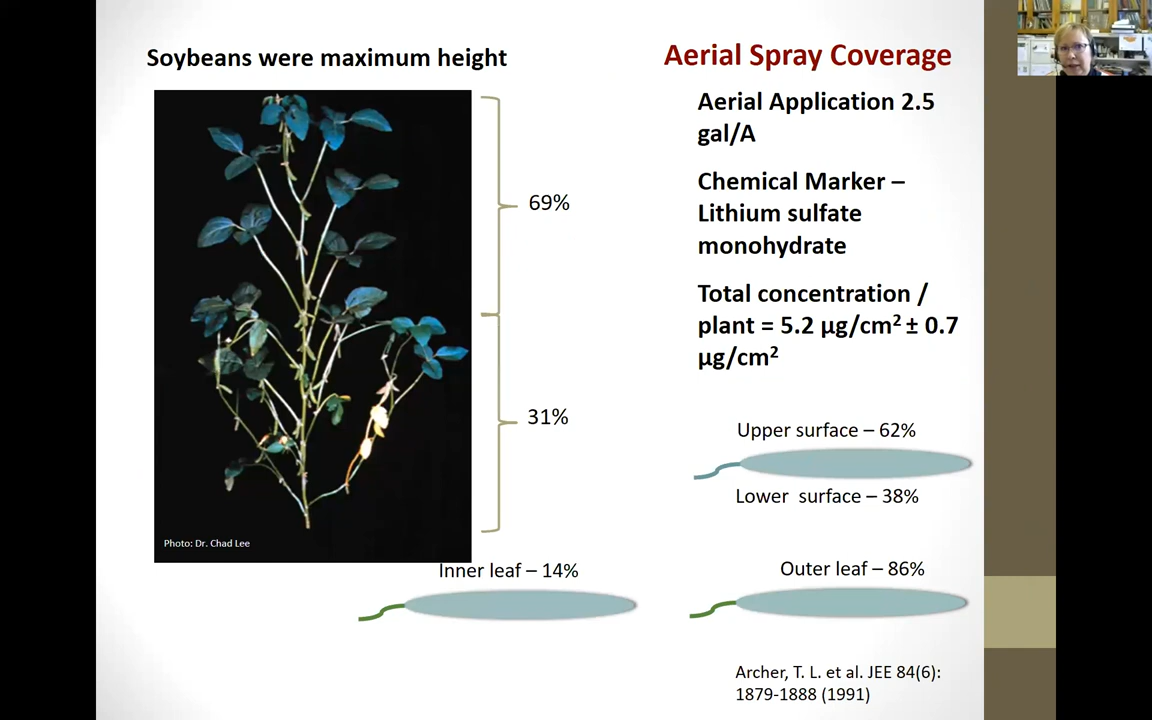 Soybeans were maximum height
69%
31%
Photo: Dr. Chad Lee
Aerial Spray Coverage
Aerial Application 2.5
gal/A
Chemical Marker –
Lithium sulfate
monohydrate
Total concentration /
plant = 5.2 µg/cm² ± 0.7
µg/cm²
Upper surface – 62%
Lower surface – 38%
Inner leaf – 14%
Outer leaf – 86%
Archer, T. L. et al. JEE 84(6):
1879-1888 (1991)